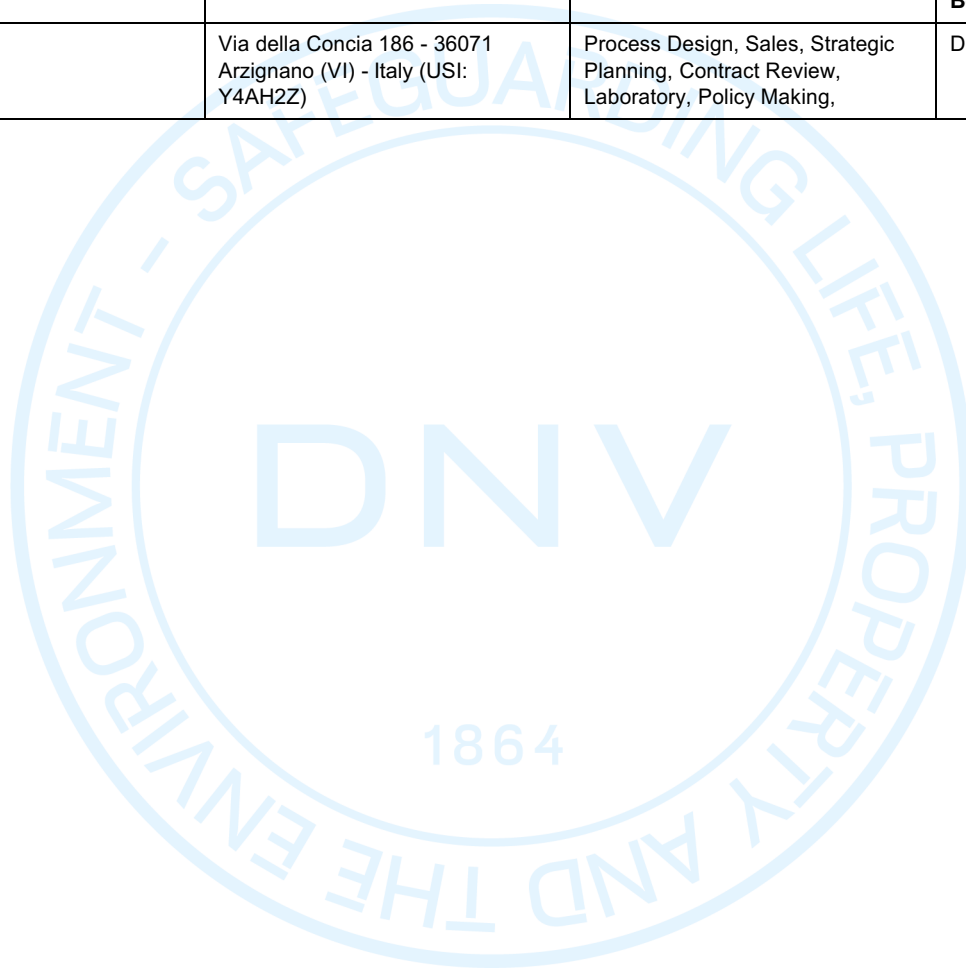 B
Via della Concia 186 - 36071
Arzignano (VI) - Italy (USI:
Y4AH2Z)
Process Design, Sales, Strategic
Planning, Contract Review,
Laboratory, Policy Making,
D
SAFEGUARDING LIFE, PROPERTY AND THE ENVIRONMENT -
DNV
1864